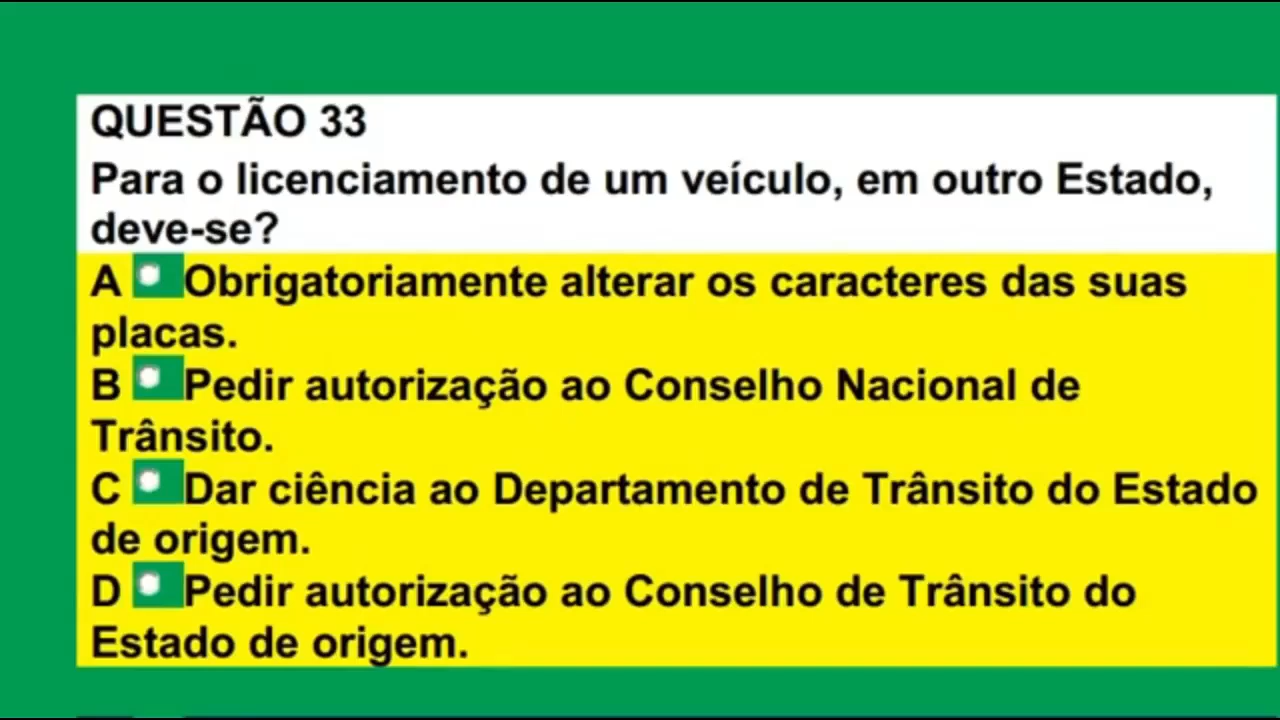 QUESTÃO 33
Para o licenciamento de um veículo, em outro Estado,
deve-se?
A Obrigatoriamente alterar os caracteres das suas
placas.
B Pedir autorização ao Conselho Nacional de
Trânsito.
C Dar ciência ao Departamento de Trânsito do Estado
de origem.
D Pedir autorização ao Conselho de Trânsito do
Estado de origem.